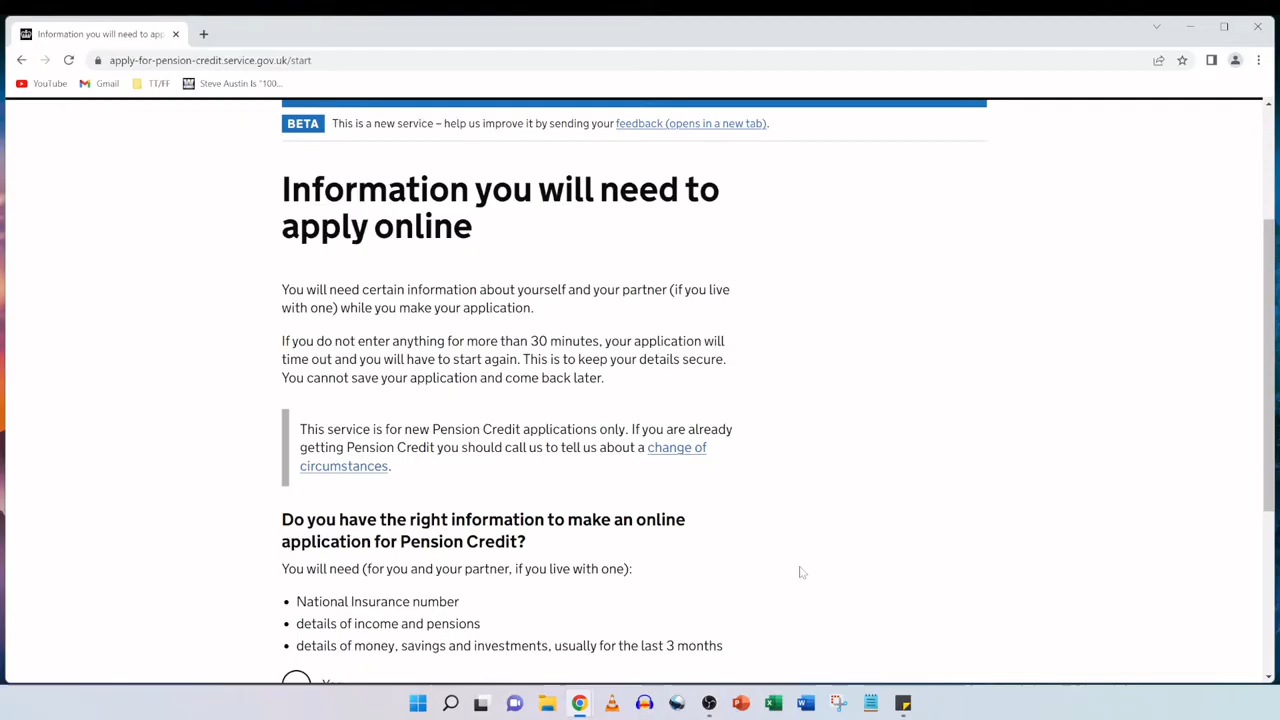 Information you will need to app
apply-for-pension-credit.service.gov.uk/start
YouTube
Gmail
TT/FF
Steve Austin Is "100...
BETA
This is a new service – help us improve it by sending your feedback (opens in a new tab).
Information you will need to
apply online
You will need certain information about yourself and your partner (if you live
with one) while you make your application.
If you do not enter anything for more than 30 minutes, your application will
time out and you will have to start again. This is to keep your details secure.
You cannot save your application and come back later.
This service is for new Pension Credit applications only. If you are already
getting Pension Credit you should call us to tell us about a change of
circumstances.
Do you have the right information to make an online
application for Pension Credit?
You will need (for you and your partner, if you live with one):
• National Insurance number
• details of income and pensions
• details of money, savings and investments, usually for the last 3 months